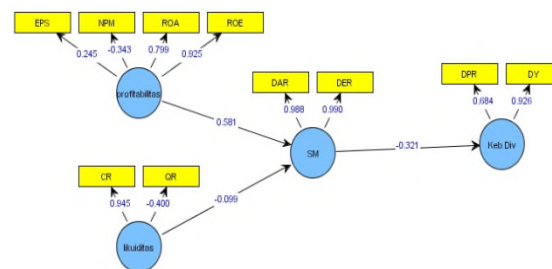 EPS NPM ROA ROE
0.245 -0.343 0.799 0.925
profitabilitas
DAR DER
0.988 0.990
DPR DY
0.684 0.926
0.581
SM
-0.321
Keb Div
CR QR
0.945 -0.400
-0.099
likuiditas